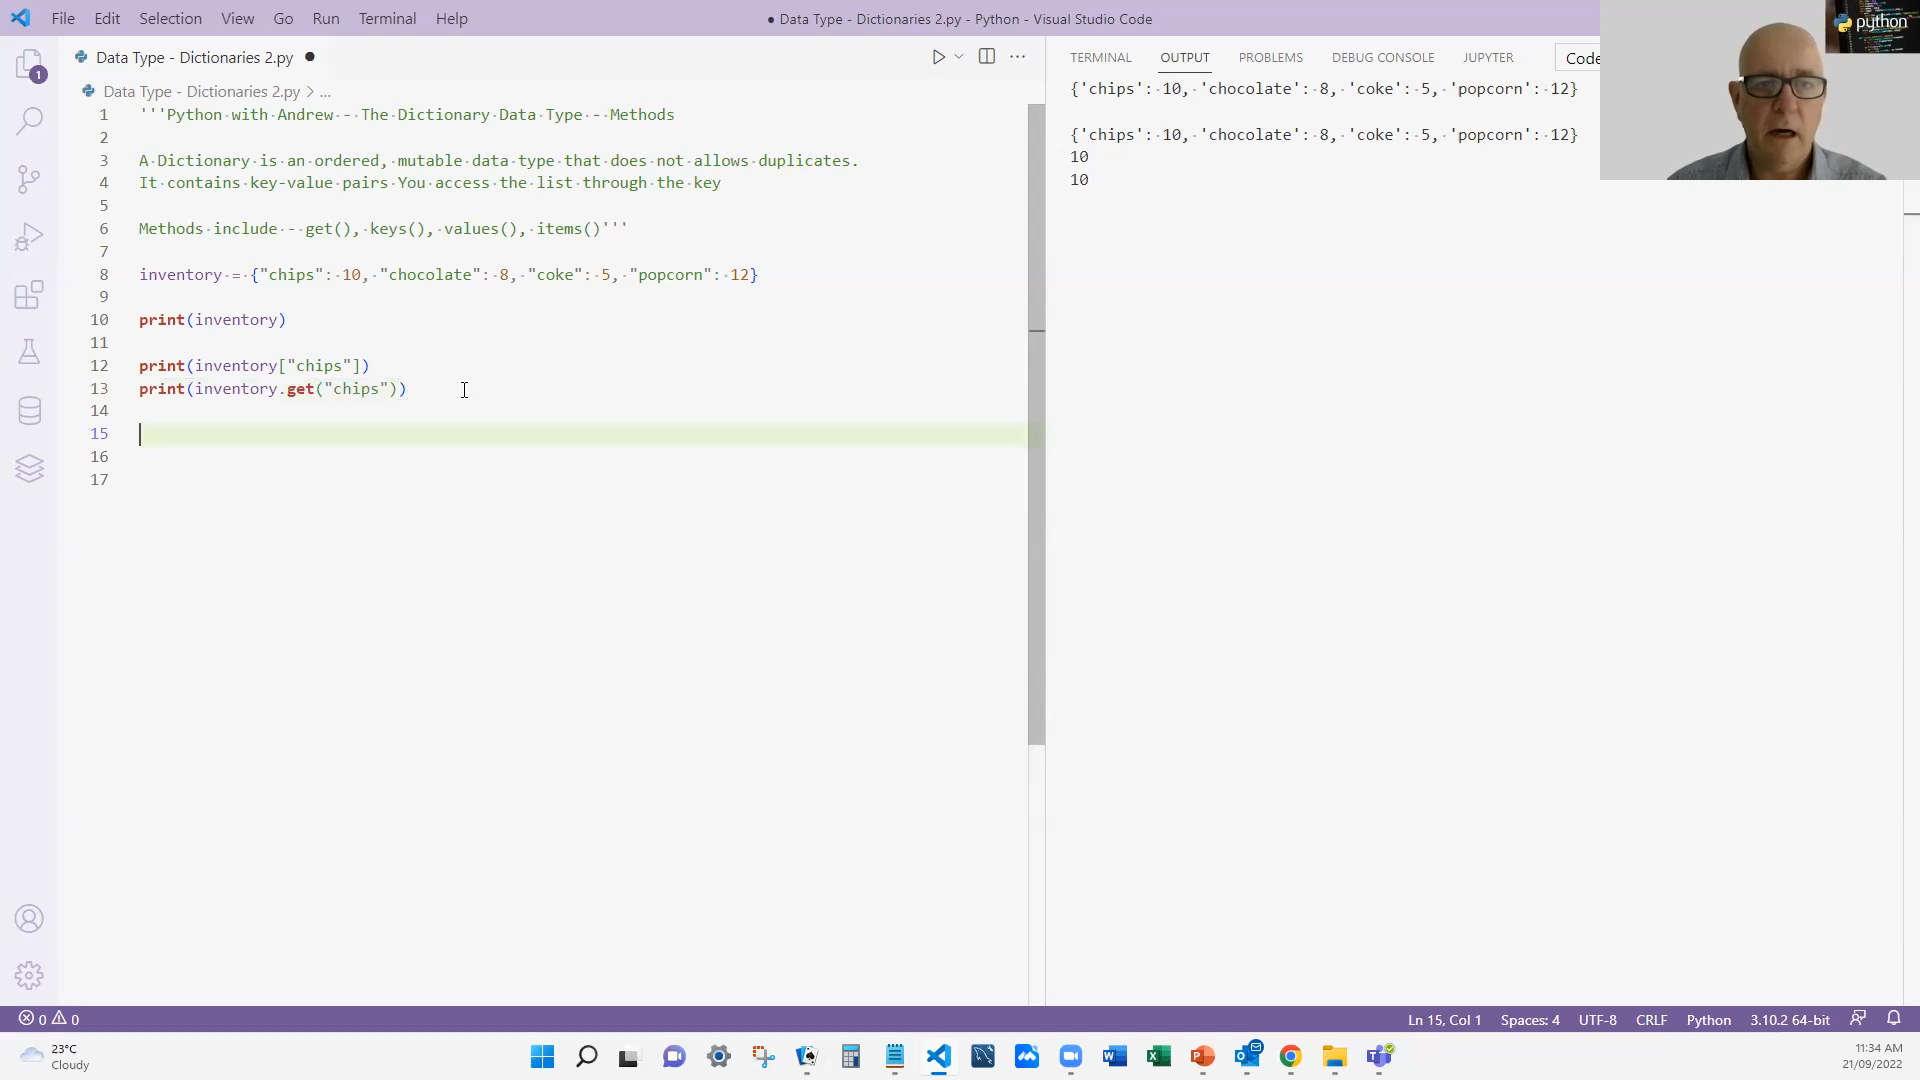 File Edit Selection View Go Run Terminal Help
● Data Type - Dictionaries 2.py - Python - Visual Studio Code
python
Data Type - Dictionaries 2.py ●
TERMINAL OUTPUT PROBLEMS DEBUG CONSOLE JUPYTER Code
Data Type - Dictionaries 2.py > ...
1 '''Python with Andrew - The Dictionary Data Type - Methods
2
3 A Dictionary is an ordered, mutable data type that does not allows duplicates.
4 It contains key-value pairs You access the list through the key
5
6 Methods include - get(), keys(), values(), items()'''
7
8 inventory = {"chips": 10, "chocolate": 8, "coke": 5, "popcorn": 12}
9
10 print(inventory)
11
12 print(inventory["chips"])
13 print(inventory.get("chips"))
14
15
16
17
{'chips': 10, 'chocolate': 8, 'coke': 5, 'popcorn': 12}
{'chips': 10, 'chocolate': 8, 'coke': 5, 'popcorn': 12}
10
10
1
0 0
Ln 15, Col 1 Spaces: 4 UTF-8 CRLF Python 3.10.2 64-bit
23°C
Cloudy
11:34 AM
21/09/2022